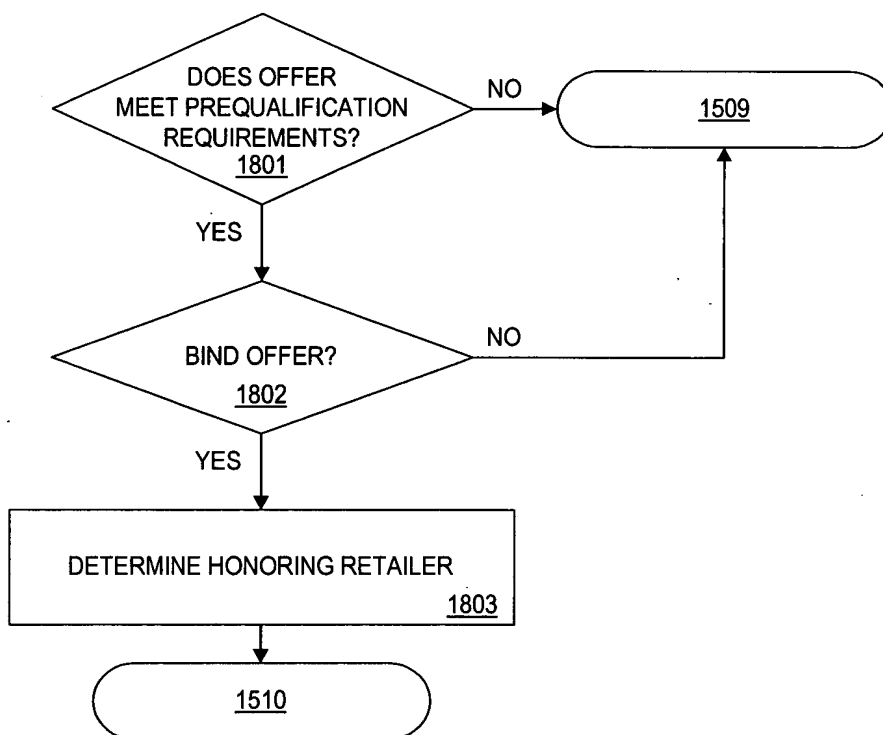 DOES OFFER
MEET PREQUALIFICATION
REQUIREMENTS?
1801
NO
1509
YES
BIND OFFER?
1802
NO
YES
DETERMINE HONORING RETAILER
1803
1510